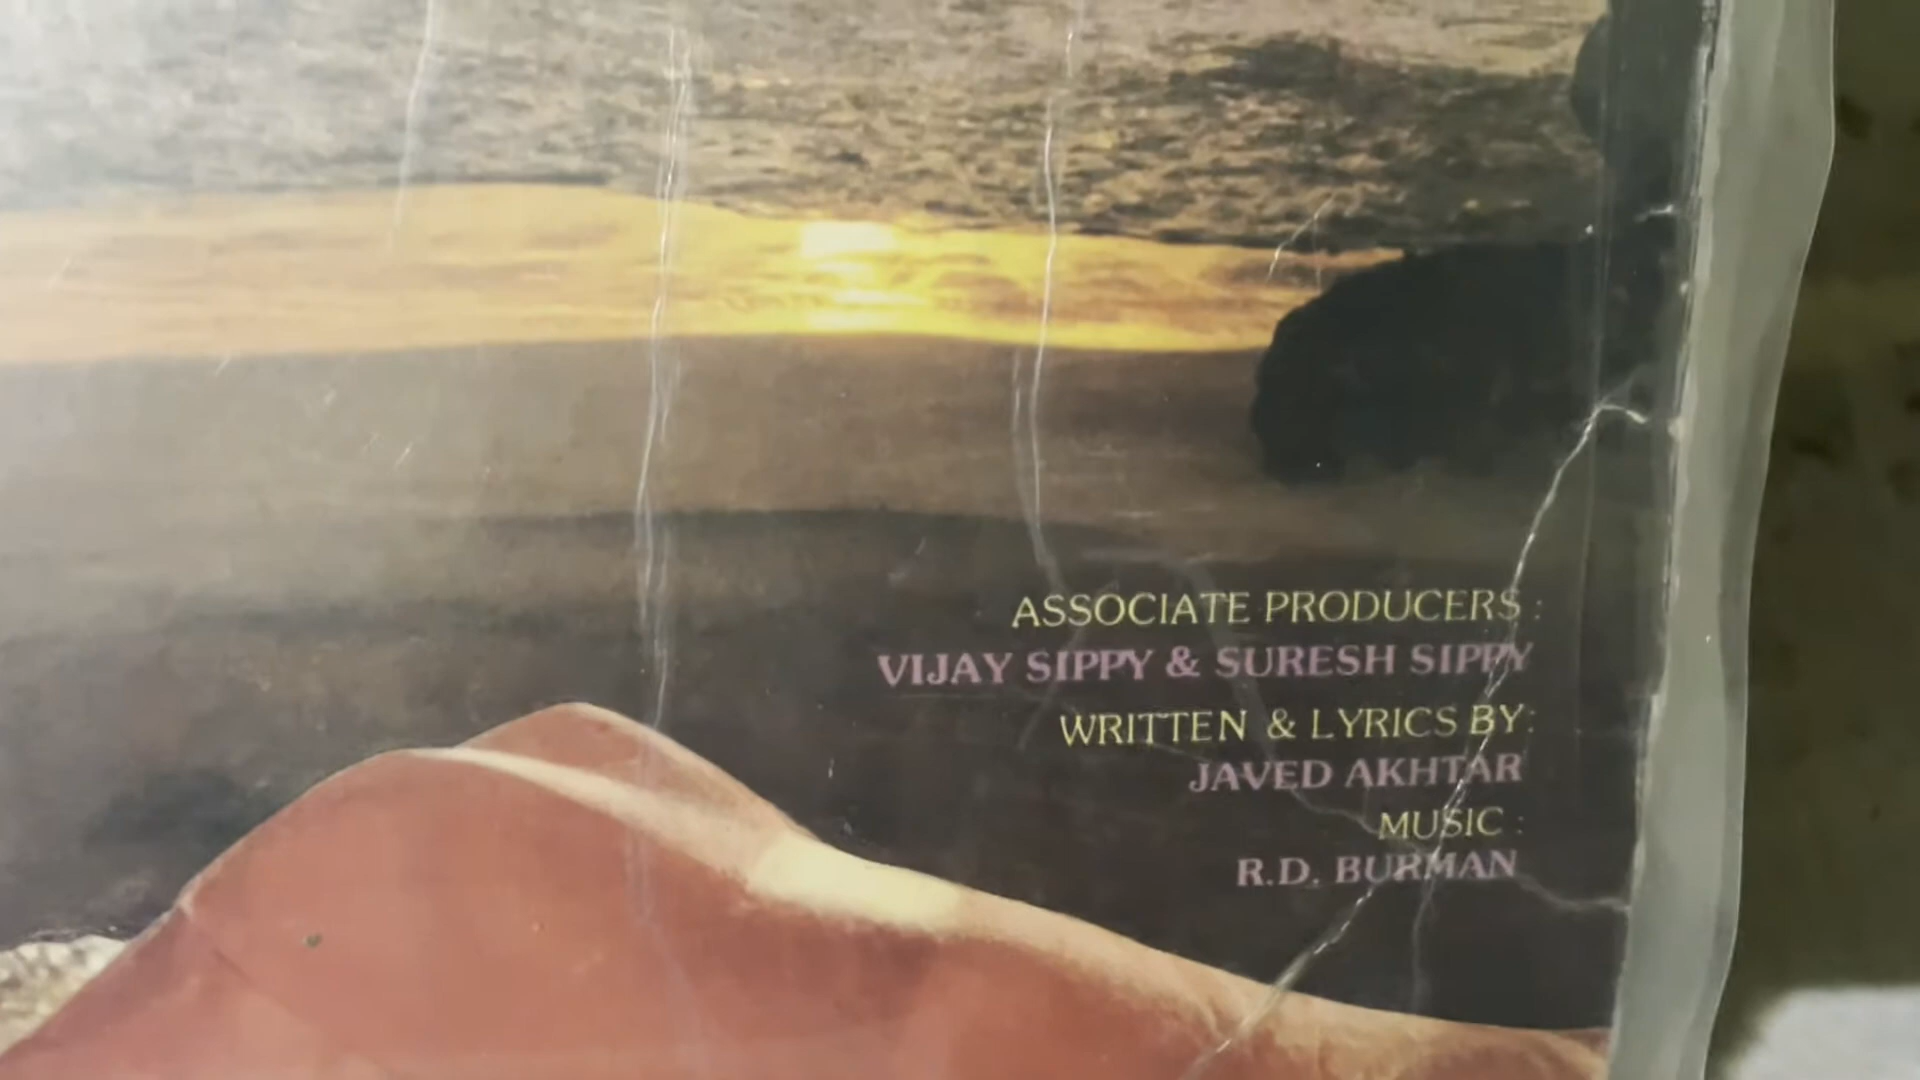 ASSOCIATE PRODUCERS :
VIJAY SIPPY & SURESH SIPPY
WRITTEN & LYRICS BY:
JAVED AKHTAR
MUSIC :
R.D. BURMAN